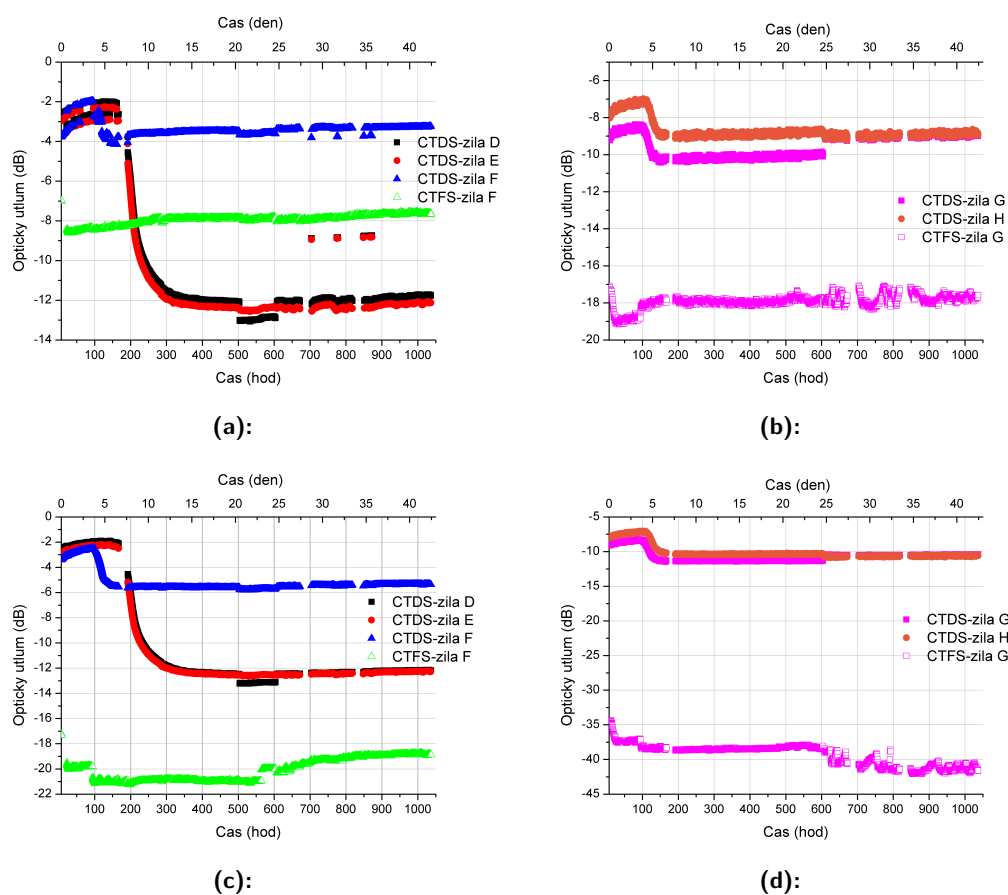 Cas (den)
0 5 10 15 20 25 30 35 40
0
-2
-4
-6
-8
-10
-12
-14
Opticky utlum (dB)
CTDS-zila D
CTDS-zila E
CTDS-zila F
CTFS-zila F
100 200 300 400 500 600 700 800 900 1000
Cas (hod)
(a):
Cas (den)
0 5 10 15 20 25 30 35 40
-6
-8
-10
-12
-14
-16
-18
-20
Opticky utlum (dB)
CTDS-zila G
CTDS-zila H
CTFS-zila G
100 200 300 400 500 600 700 800 900 1000
Cas (hod)
(b):
Cas (den)
0 5 10 15 20 25 30 35 40
0
-2
-4
-6
-8
-10
-12
-14
-16
-18
-20
-22
Opticky utlum (dB)
CTDS-zila D
CTDS-zila E
CTDS-zila F
CTFS-zila F
100 200 300 400 500 600 700 800 900 1000
Cas (hod)
(c):
Cas (den)
0 5 10 15 20 25 30 35 40
-5
-10
-15
-20
-25
-30
-35
-40
-45
Opticky utlum (dB)
CTDS-zila G
CTDS-zila H
CTFS-zila G
100 200 300 400 500 600 700 800 900 1000
Cas (hod)
(d):